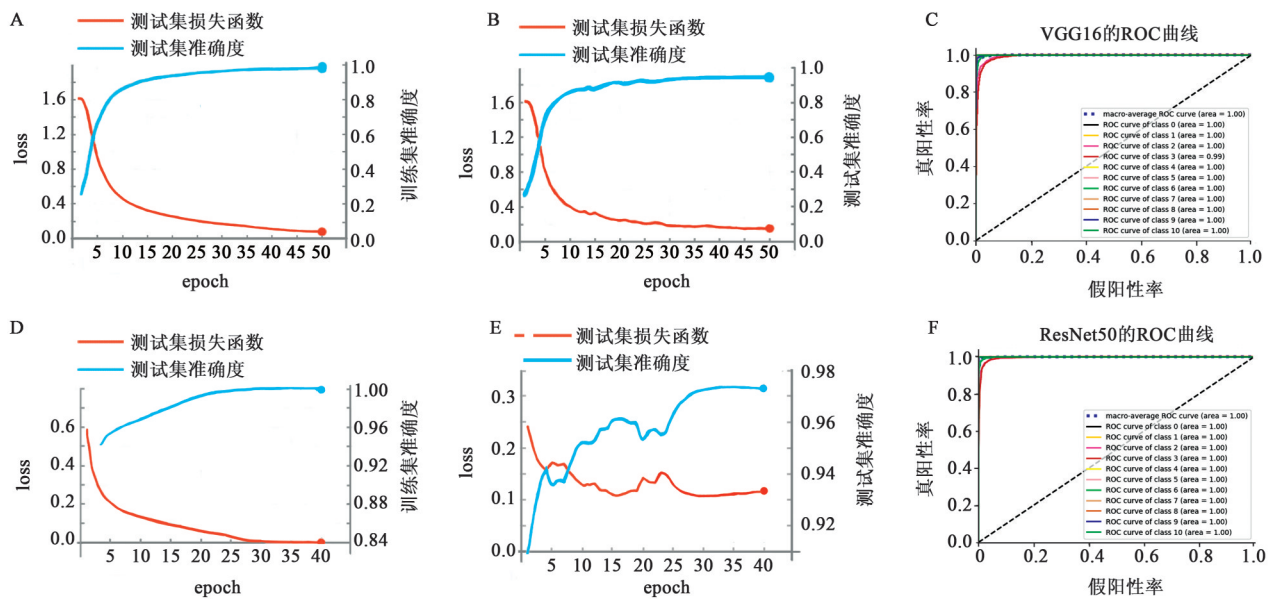 A
测试集损失函数
测试集准确度
1.6
1.2
0.8
0.4
0.0
loss
1.0
0.8
0.6
0.4
0.2
0.0
训练集准确度
5 10 15 20 25 30 35 40 45 50
epoch
B
测试集损失函数
测试集准确度
1.6
1.2
0.8
0.4
0.0
loss
1.0
0.8
0.6
0.4
0.2
0.0
测试集准确度
5 10 15 20 25 30 35 40 45 50
epoch
C
VGG16的ROC曲线
1.0
0.8
0.6
0.4
0.2
0.0
真阳性率
macro-average ROC curve (area = 1.00)
ROC curve of class 0 (area = 1.00)
ROC curve of class 1 (area = 1.00)
ROC curve of class 2 (area = 1.00)
ROC curve of class 3 (area = 0.99)
ROC curve of class 4 (area = 1.00)
ROC curve of class 5 (area = 1.00)
ROC curve of class 6 (area = 1.00)
ROC curve of class 7 (area = 1.00)
ROC curve of class 8 (area = 1.00)
ROC curve of class 9 (area = 1.00)
ROC curve of class 10 (area = 1.00)
0.2 0.4 0.6 0.8 1.0
假阳性率
D
测试集损失函数
测试集准确度
0.6
0.4
0.2
0.0
loss
1.00
0.96
0.92
0.88
0.84
训练集准确度
5 10 15 20 25 30 35 40
epoch
E
测试集损失函数
测试集准确度
0.3
0.2
0.1
0.0
loss
0.98
0.96
0.94
0.92
测试集准确度
5 10 15 20 25 30 35 40
epoch
F
ResNet50的ROC曲线
1.0
0.8
0.6
0.4
0.2
0.0
真阳性率
macro-average ROC curve (area = 1.00)
ROC curve of class 0 (area = 1.00)
ROC curve of class 1 (area = 1.00)
ROC curve of class 2 (area = 1.00)
ROC curve of class 3 (area = 1.00)
ROC curve of class 4 (area = 1.00)
ROC curve of class 5 (area = 1.00)
ROC curve of class 6 (area = 1.00)
ROC curve of class 7 (area = 1.00)
ROC curve of class 8 (area = 1.00)
ROC curve of class 9 (area = 1.00)
ROC curve of class 10 (area = 1.00)
0.0 0.2 0.4 0.6 0.8 1.0
假阳性率